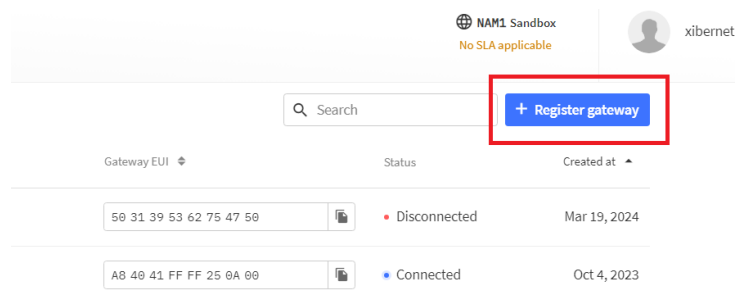 NAM1 Sandbox
No SLA applicable
xibernet
Search
+ Register gateway
Gateway EUI Status Created at
50 31 39 53 62 75 47 50 Disconnected Mar 19, 2024
A8 40 41 FF FF 25 0A 00 Connected Oct 4, 2023